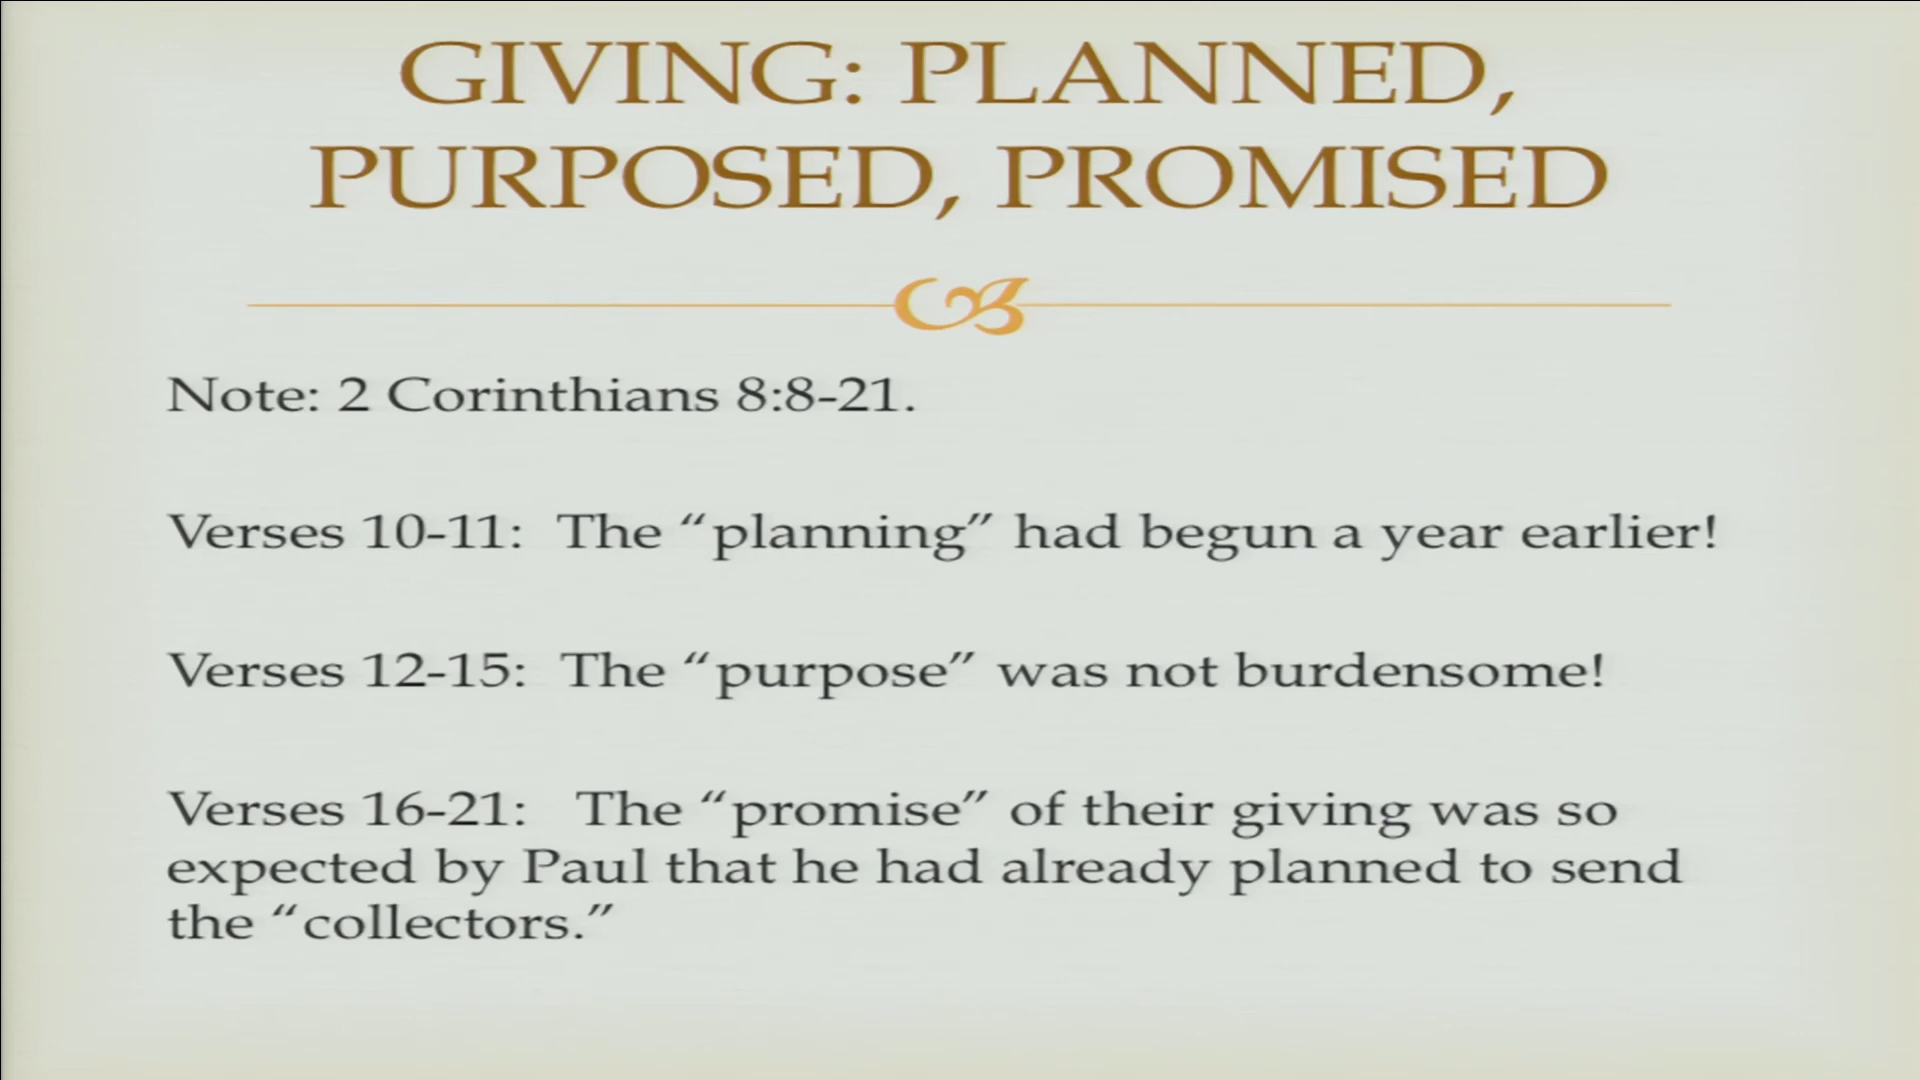 GIVING: PLANNED,
PURPOSED, PROMISED
Note: 2 Corinthians 8:8-21.
Verses 10-11:  The “planning” had begun a year earlier!
Verses 12-15:  The “purpose” was not burdensome!
Verses 16-21:   The “promise” of their giving was so
expected by Paul that he had already planned to send
the “collectors.”